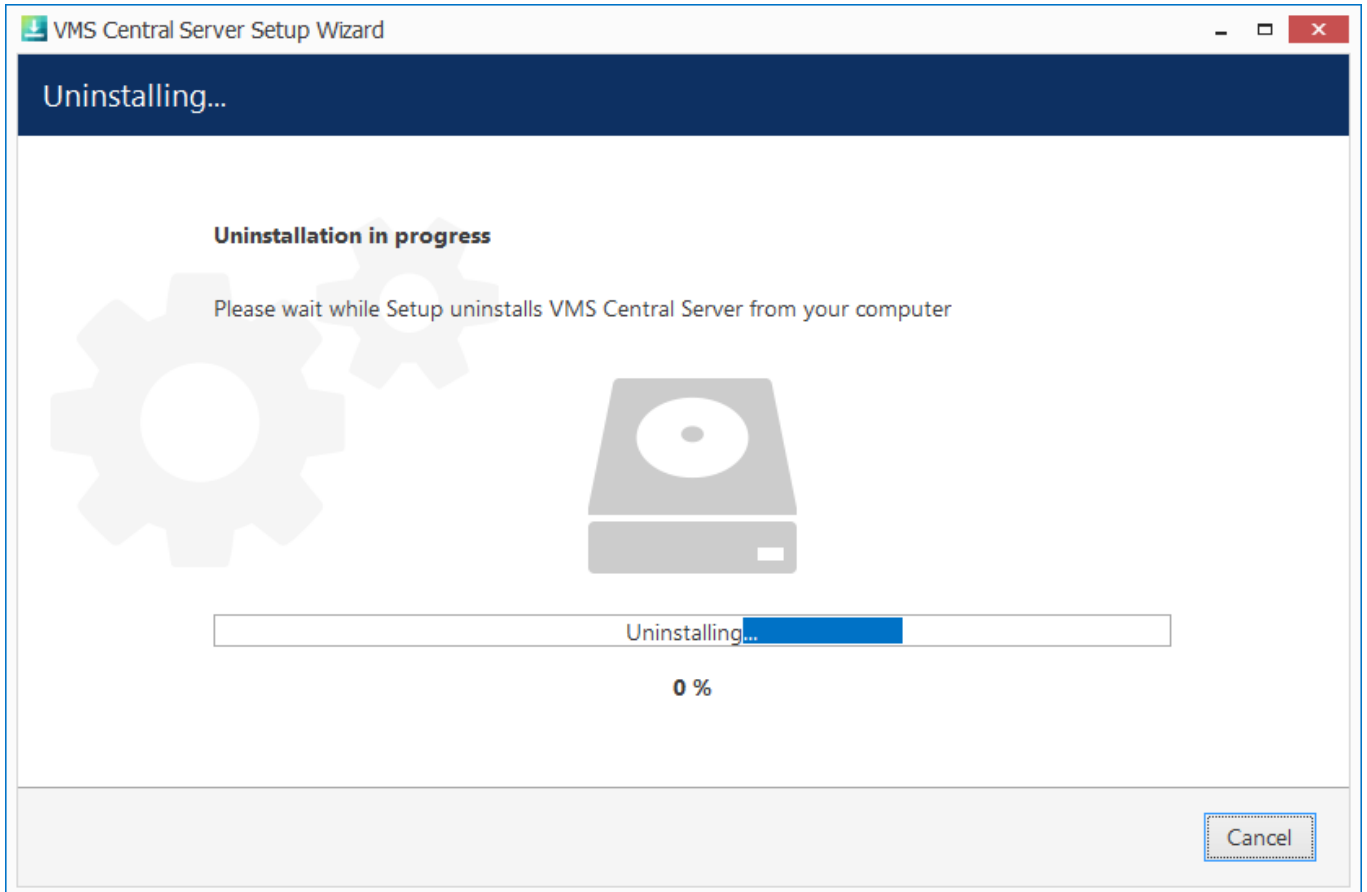 VMS Central Server Setup Wizard
Uninstalling...
Uninstallation in progress
Please wait while Setup uninstalls VMS Central Server from your computer
Uninstalling...
0 %
Cancel